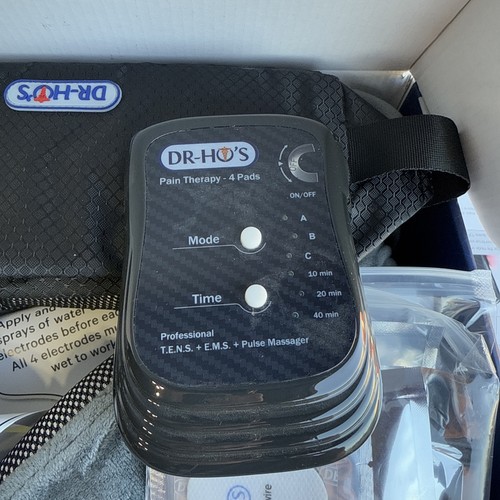 DR-HO'S
DR-HO'S
Pain Therapy - 4 Pads
ON/OFF
A
Mode
B
C
10 min
Time
20 min
40 min
Professional
T.E.N.S. + E.M.S. + Pulse Massager
Apply and
sprays of water
electrodes before
All 4 electrodes
wet to work
wire